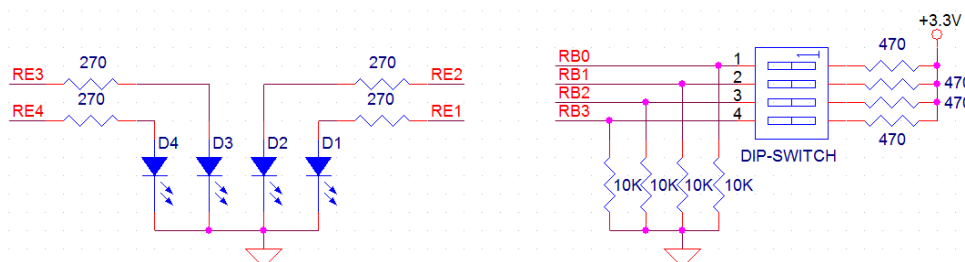 +3.3V
270
270
RB0
1
1
470
RE3
RE2
RB1
2
470
270
270
RB2
3
470
RE4
RE1
RB3
4
470
D4
D3
D2
D1
DIP-SWITCH
10K
10K
10K
10K